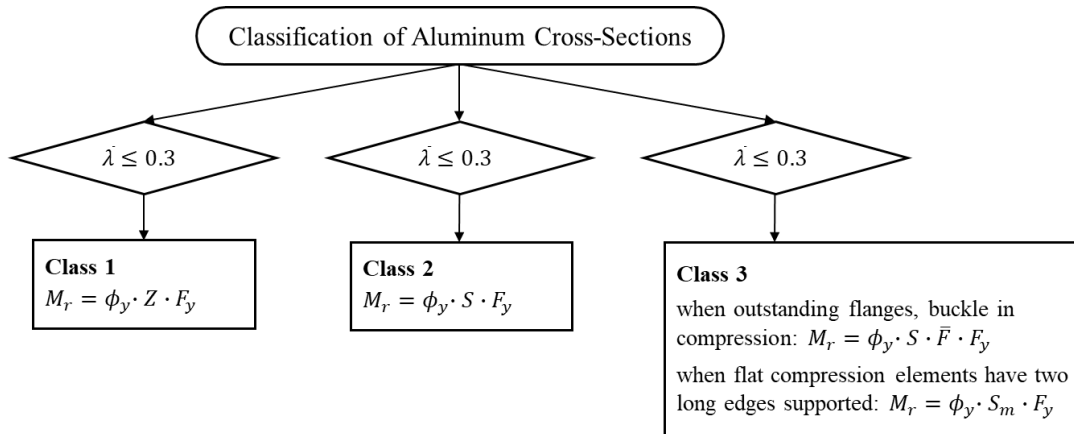 Classification of Aluminum Cross-Sections
λ̄ ≤ 0.3
λ̄ ≤ 0.3
λ̄ ≤ 0.3
Class 1
M_r = ϕ_y · Z · F_y
Class 2
M_r = ϕ_y · S · F_y
Class 3
when outstanding flanges, buckle in
compression: M_r = ϕ_y · S · F̄ · F_y
when flat compression elements have two
long edges supported: M_r = ϕ_y · S_m · F_y